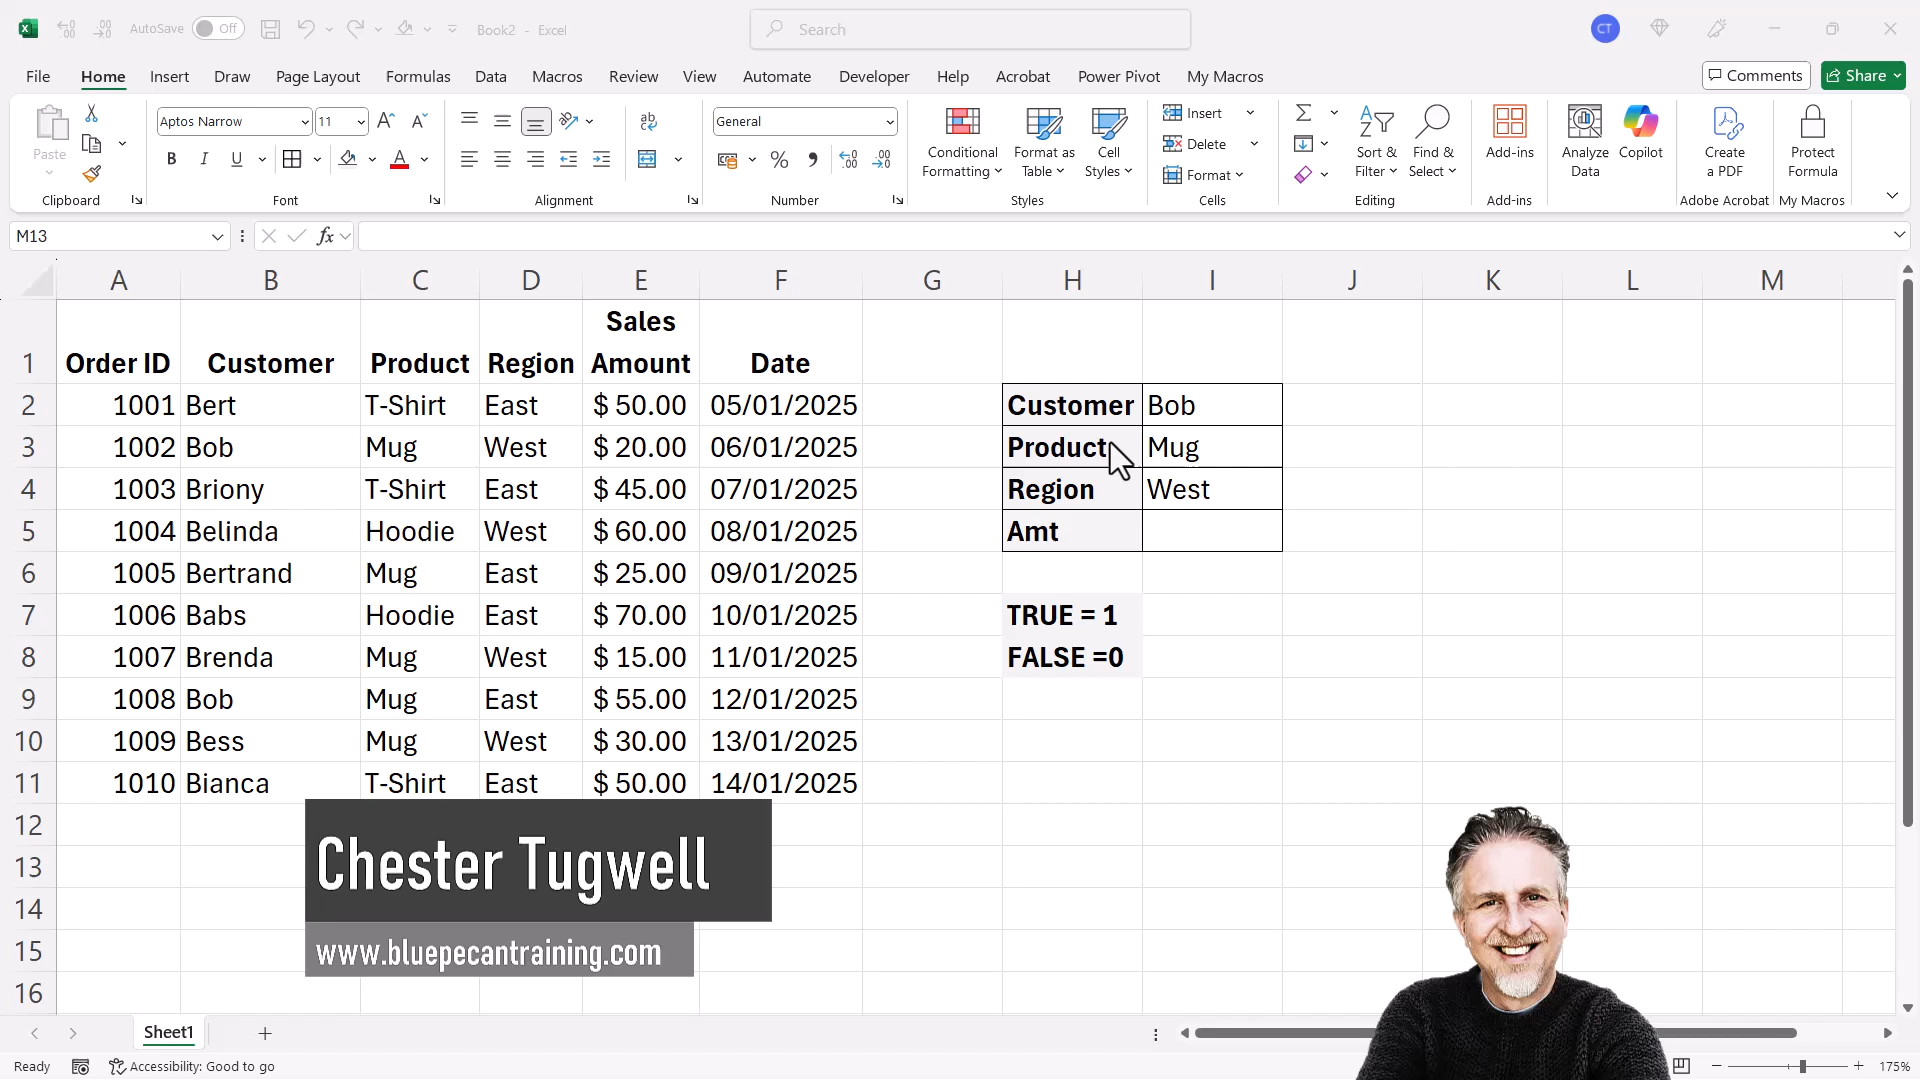 AutoSave Off Book2 - Excel Search CT
File Home Insert Draw Page Layout Formulas Data Macros Review View Automate Developer Help Acrobat Power Pivot My Macros Comments Share
Paste Aptos Narrow 11 General Conditional Formatting Format as Table Cell Styles Insert Delete Format Sort & Filter Find & Select Add-ins Analyze Data Copilot Create a PDF Protect Formula
Clipboard Font Alignment Number Styles Cells Editing Add-ins Adobe Acrobat My Macros
M13 fx
A B C D E F G H I J K L M
1 Order ID Customer Product Region Sales Amount Date
2 1001 Bert T-Shirt East $ 50.00 05/01/2025 Customer Bob
3 1002 Bob Mug West $ 20.00 06/01/2025 Product Mug
4 1003 Briony T-Shirt East $ 45.00 07/01/2025 Region West
5 1004 Belinda Hoodie West $ 60.00 08/01/2025 Amt
6 1005 Bertrand Mug East $ 25.00 09/01/2025
7 1006 Babs Hoodie East $ 70.00 10/01/2025 TRUE = 1
8 1007 Brenda Mug West $ 15.00 11/01/2025 FALSE =0
9 1008 Bob Mug East $ 55.00 12/01/2025
10 1009 Bess Mug West $ 30.00 13/01/2025
11 1010 Bianca T-Shirt East $ 50.00 14/01/2025
12
13
14
15
16
Chester Tugwell
www.bluepecantraining.com
Sheet1
Ready Accessibility: Good to go 175%